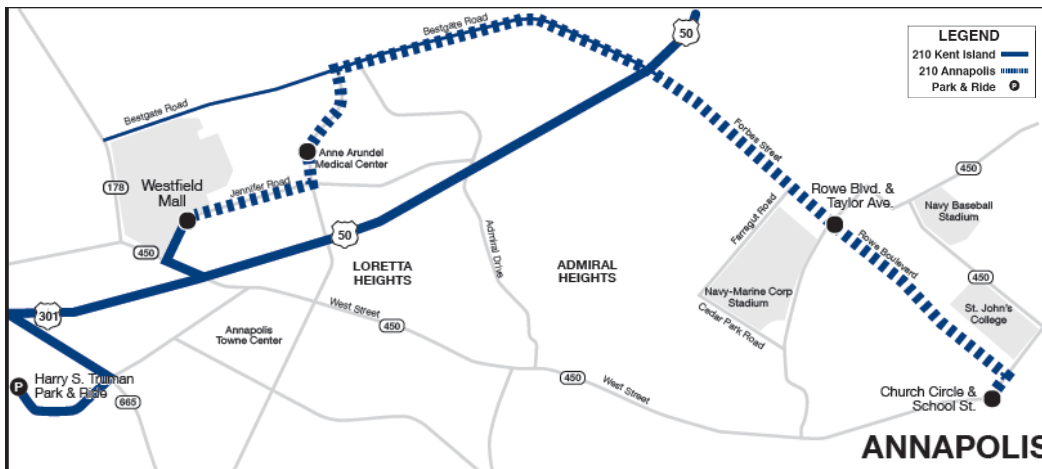 LEGEND
210 Kent Island
210 Annapolis
Park & Ride
P
Bestgate Road
50
Bestgate Road
Anne Arundel
Medical Center
178
Westfield
Mall
Jennifer Road
450
50
301
LORETTA
HEIGHTS
Admiral Drive
ADMIRAL
HEIGHTS
Forbes Street
Farragut Road
Rowe Blvd. &
Taylor Ave.
450
Navy Baseball
Stadium
Rowe Boulevard
450
Navy-Marine Corp
Stadium
Cedar Park Road
St. John's
College
West Street
450
Annapolis
Towne Center
P
Harry S. Truman
Park & Ride
665
450
West Street
Church Circle &
School St.
ANNAPOLIS